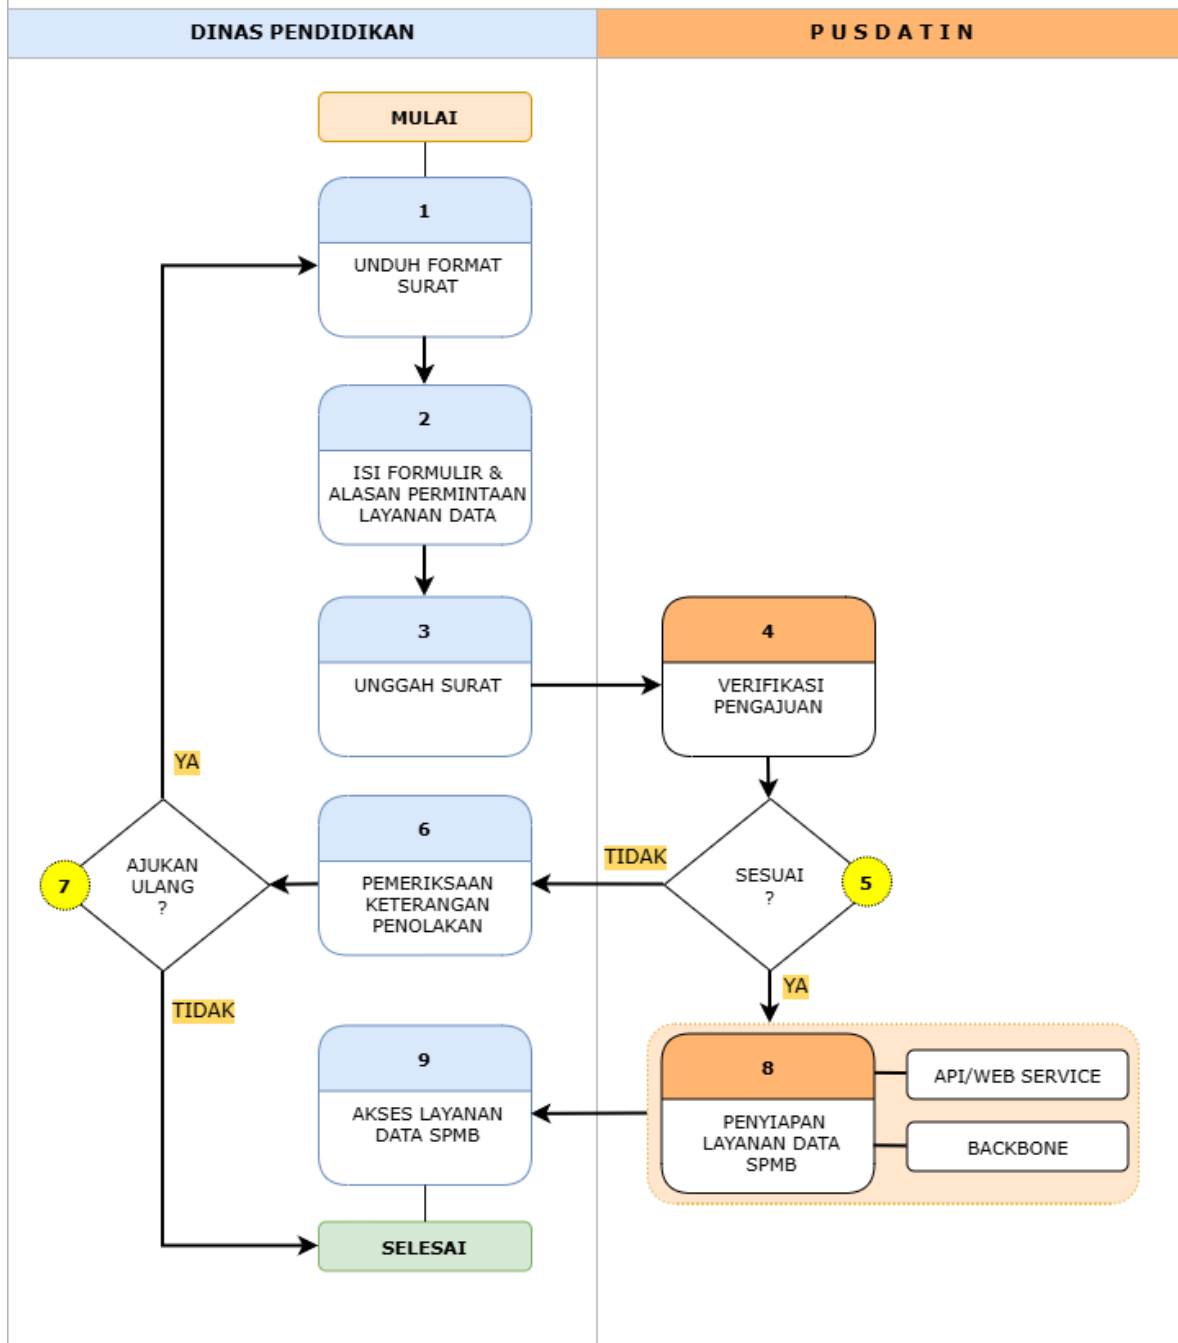 DINAS PENDIDIKAN
P U S D A T I N
MULAI
1
UNDUH FORMAT
SURAT
2
ISI FORMULIR &
ALASAN PERMINTAAN
LAYANAN DATA
3
UNGGAH SURAT
4
VERIFIKASI
PENGAJUAN
SESUAI
?
5
TIDAK
6
PEMERIKSAAN
KETERANGAN
PENOLAKAN
AJUKAN
ULANG
?
7
YA
TIDAK
YA
8
PENYIAPAN
LAYANAN DATA
SPMB
API/WEB SERVICE
BACKBONE
9
AKSES LAYANAN
DATA SPMB
SELESAI